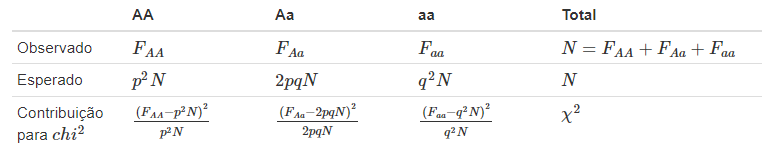 AA Aa aa Total
Observado F_{AA} F_{Aa} F_{aa} N = F_{AA} + F_{Aa} + F_{aa}
Esperado p^2N 2pqN q^2N N
Contribuição para chi^2 \frac{(F_{AA}-p^2N)^2}{p^2N} \frac{(F_{Aa}-2pqN)^2}{2pqN} \frac{(F_{aa}-q^2N)^2}{q^2N} χ^2